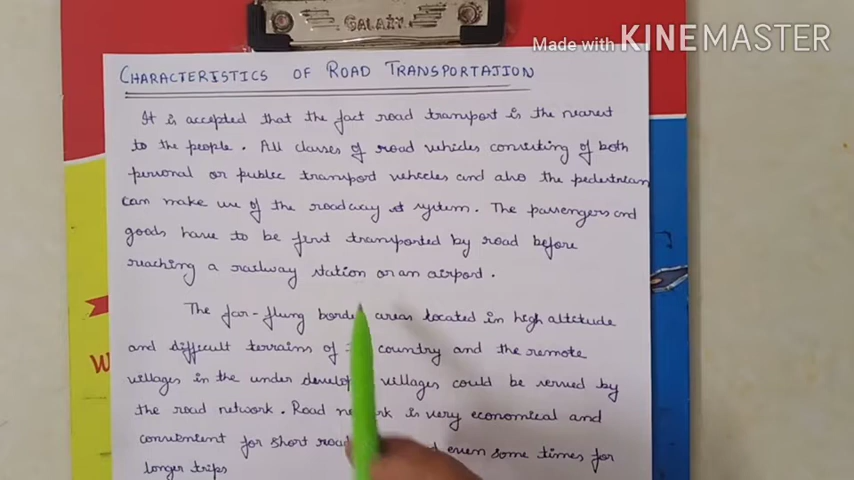 GALAXY
Made with KINEMASTER
CHARACTERISTICS OF ROAD TRANSPORTATION
It is accepted that the fact road transport is the nearest
to the people. All classes of road vehicles consisting of both
personal or public transport vehicles and also the pedestrian
can make use of the roadway system. The passengers and
goods have to be first transported by road before
reaching a railway station or an airport.
The far-flung border areas located in high altitude
and difficult terrains of country and the remote
villages in the under develop villages could be served by
the road network. Road network is very economical and
convenient for short road even some times for
longer trips
W